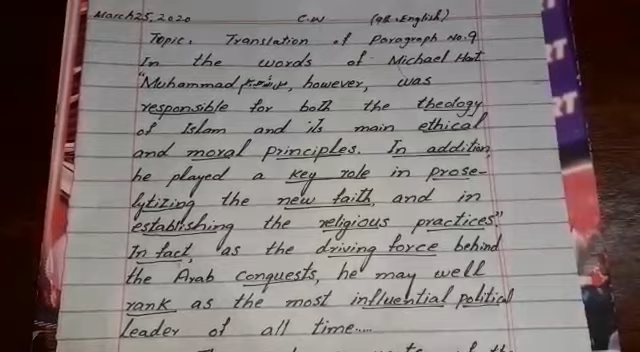 March 25, 2020 C.W (9B, English)
Topic. Translation of Paragraph No.9
In the words of Michael Hart
"Muhammad ﷺ, however, was
responsible for both the theology
of Islam and its main ethical
and moral principles. In addition,
he played a key role in prose-
lytizing the new faith, and in
establishing the religious practices".
In fact, as the driving force behind
the Arab conquests, he may well
rank as the most influential political
leader of all time.....
of the